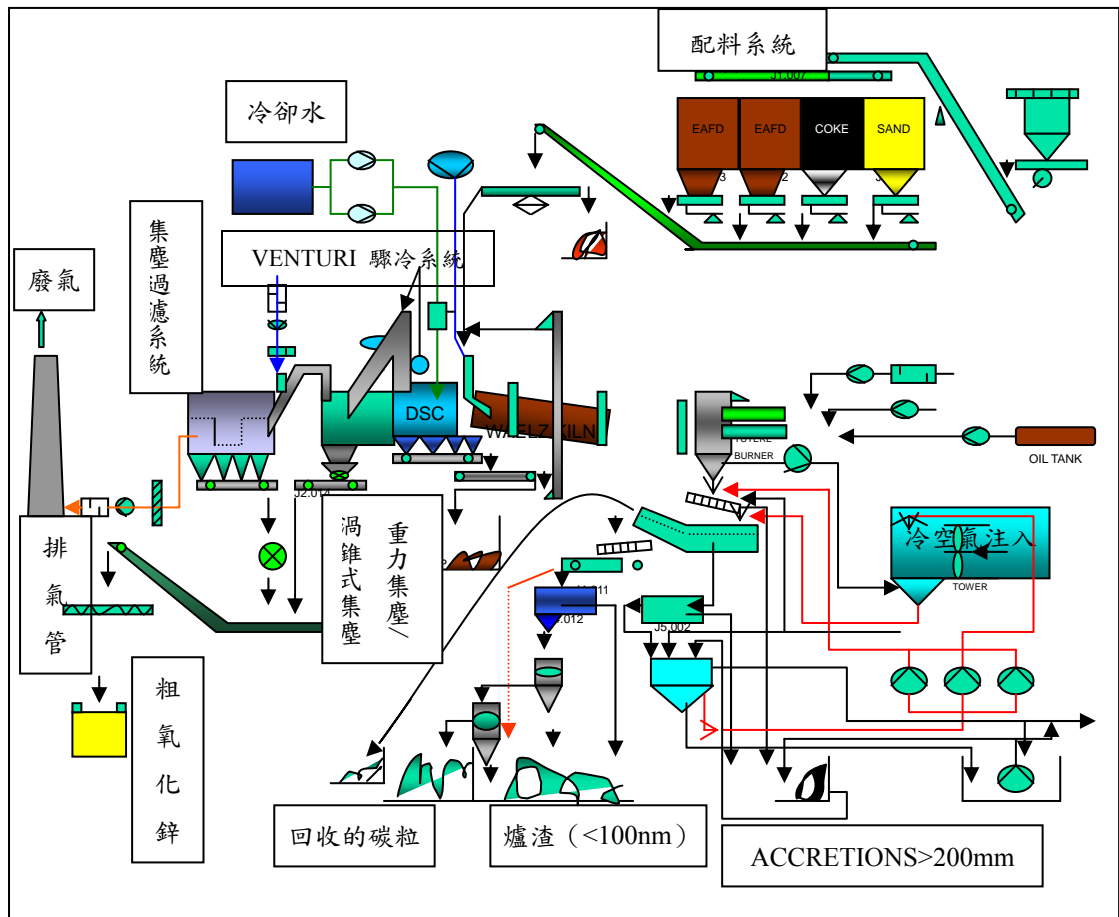 配料系統
J1.007
冷卻水
EAFD
EAFD
COKE
SAND
集塵過濾系統
VENTURI 驟冷系統
廢氣
DSC
WAELZ KILN
BURNER
OIL TANK
J2.014
冷空氣注入
TOWER
排氣管
渦錐式集塵
重力集塵/
J5.002
粗氧化鋅
回收的碳粒
爐渣（<100nm）
ACCRETIONS>200mm